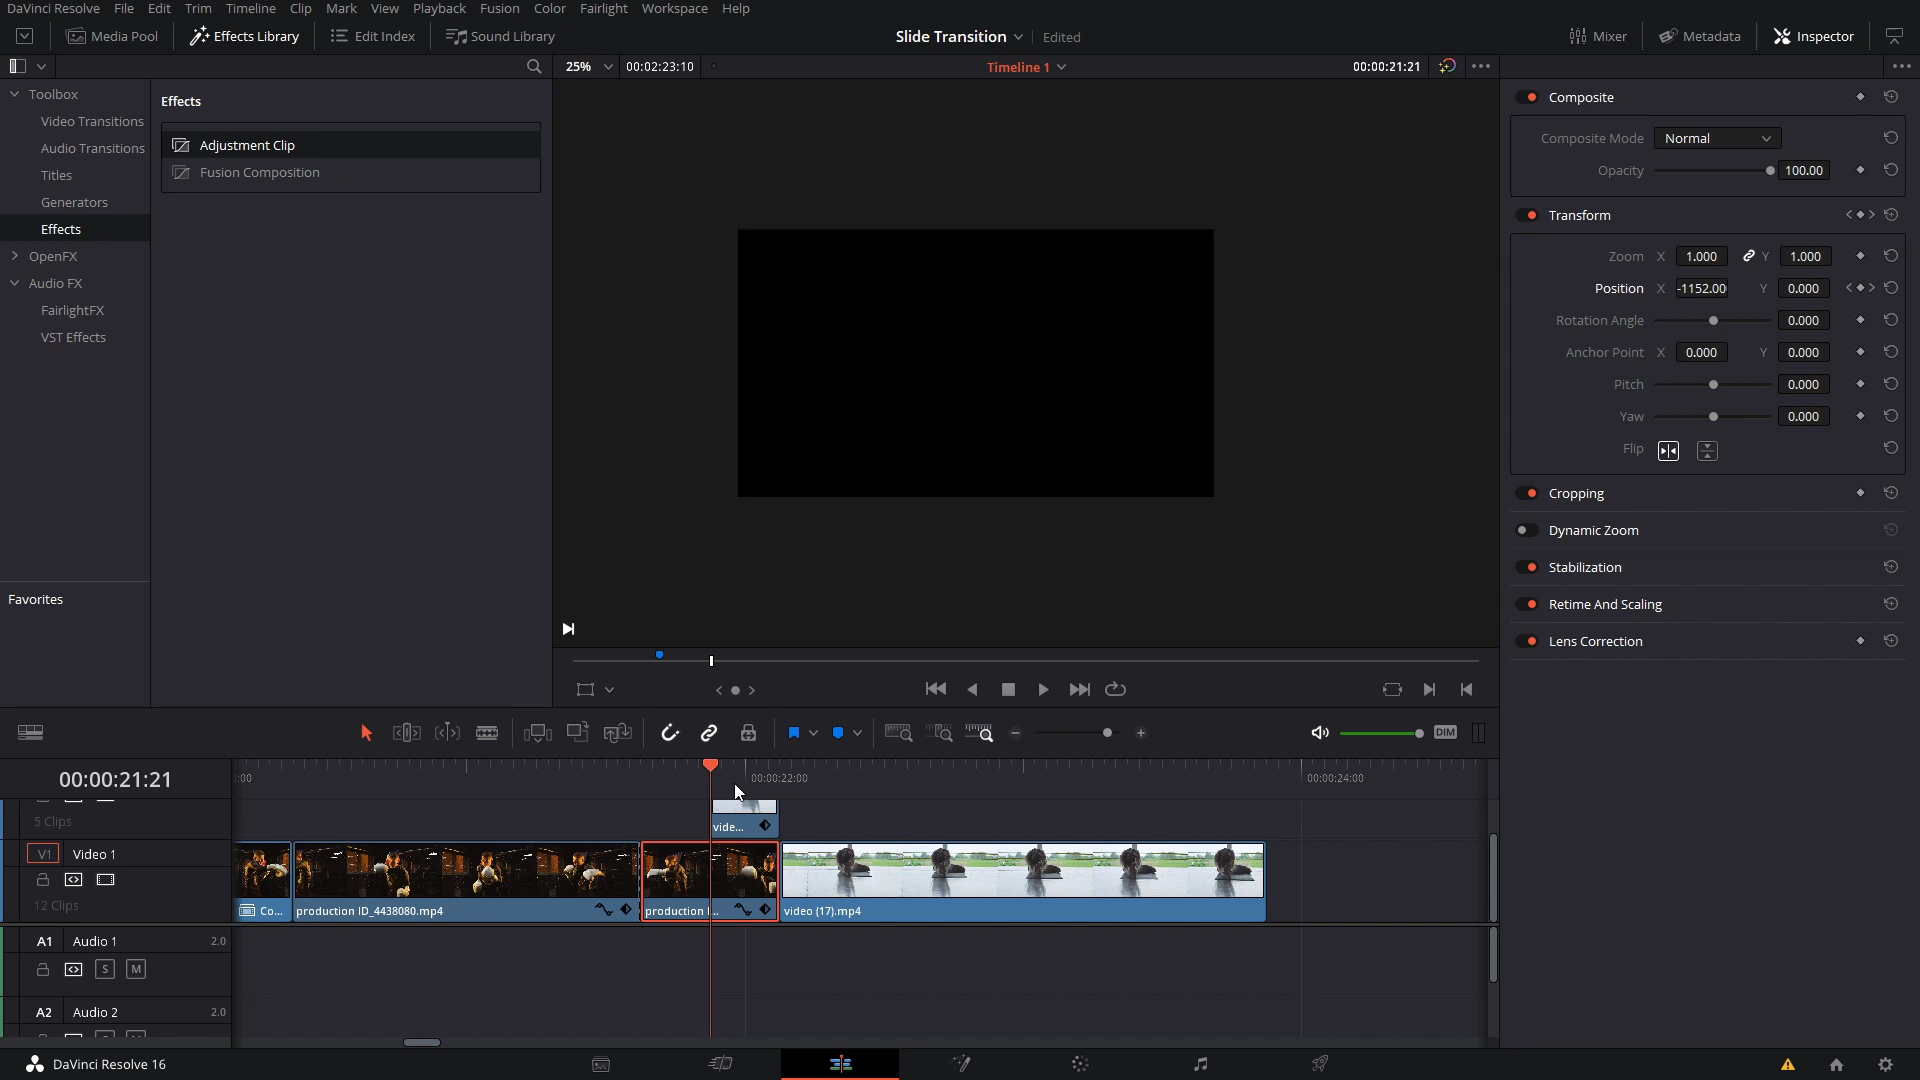 DaVinci Resolve File Edit Trim Timeline Clip Mark View Playback Fusion Color Fairlight Workspace Help
Media Pool Effects Library Edit Index Sound Library Slide Transition Edited Mixer Metadata Inspector
25% 00:02:23:10 Timeline 1 00:00:21:21
Toolbox
Video Transitions
Audio Transitions
Titles
Generators
Effects
OpenFX
Audio FX
FairlightFX
VST Effects
Favorites
Effects
Adjustment Clip
Fusion Composition
Composite
Composite Mode Normal
Opacity 100.00
Transform
Zoom X 1.000 Y 1.000
Position X -1152.00 Y 0.000
Rotation Angle 0.000
Anchor Point X 0.000 Y 0.000
Pitch 0.000
Yaw 0.000
Flip
Cropping
Dynamic Zoom
Stabilization
Retime And Scaling
Lens Correction
DIM
00:00:21:21 :00 00:00:22:00 00:00:24:00
5 Clips vide...
V1 Video 1
12 Clips Co... production ID_4438080.mp4 production I... video (17).mp4
A1 Audio 1 2.0
S M
A2 Audio 2 2.0
DaVinci Resolve 16